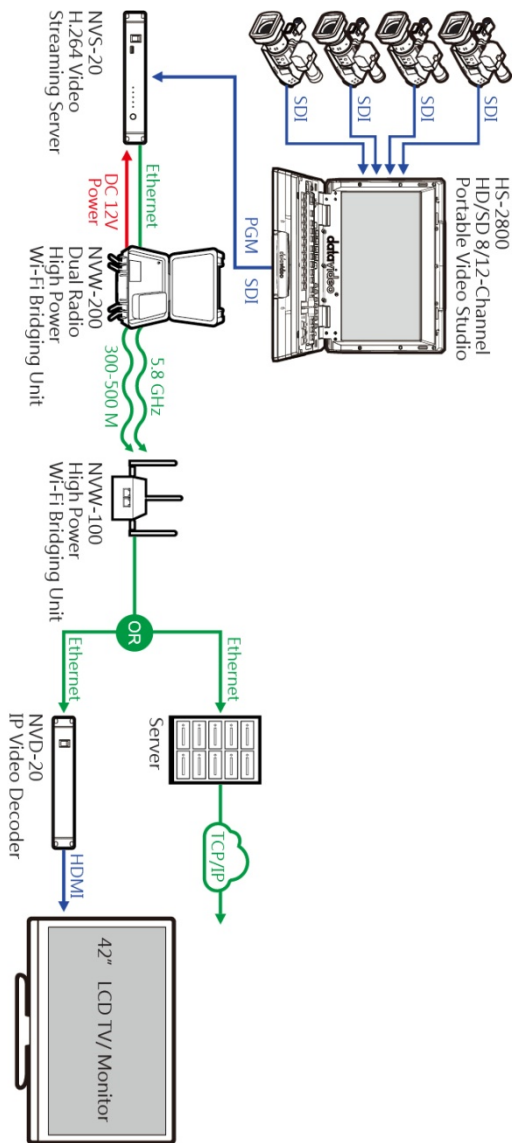 SDI
SDI
SDI
SDI
HS-2800
HD/SD 8/12-Channel
Portable Video Studio
datavideo
PGM SDI
NVS-20
H.264 Video
Streaming Server
Ethernet
DC 12V
Power
NVW-200
Dual Radio
High Power
Wi-Fi Bridging Unit
5.8 GHz
300-500 M
NVW-100
High Power
Wi-Fi Bridging Unit
OR
Ethernet
Server
TCP/IP
Ethernet
NVD-20
IP Video Decoder
HDMI
42" LCD TV/ Monitor